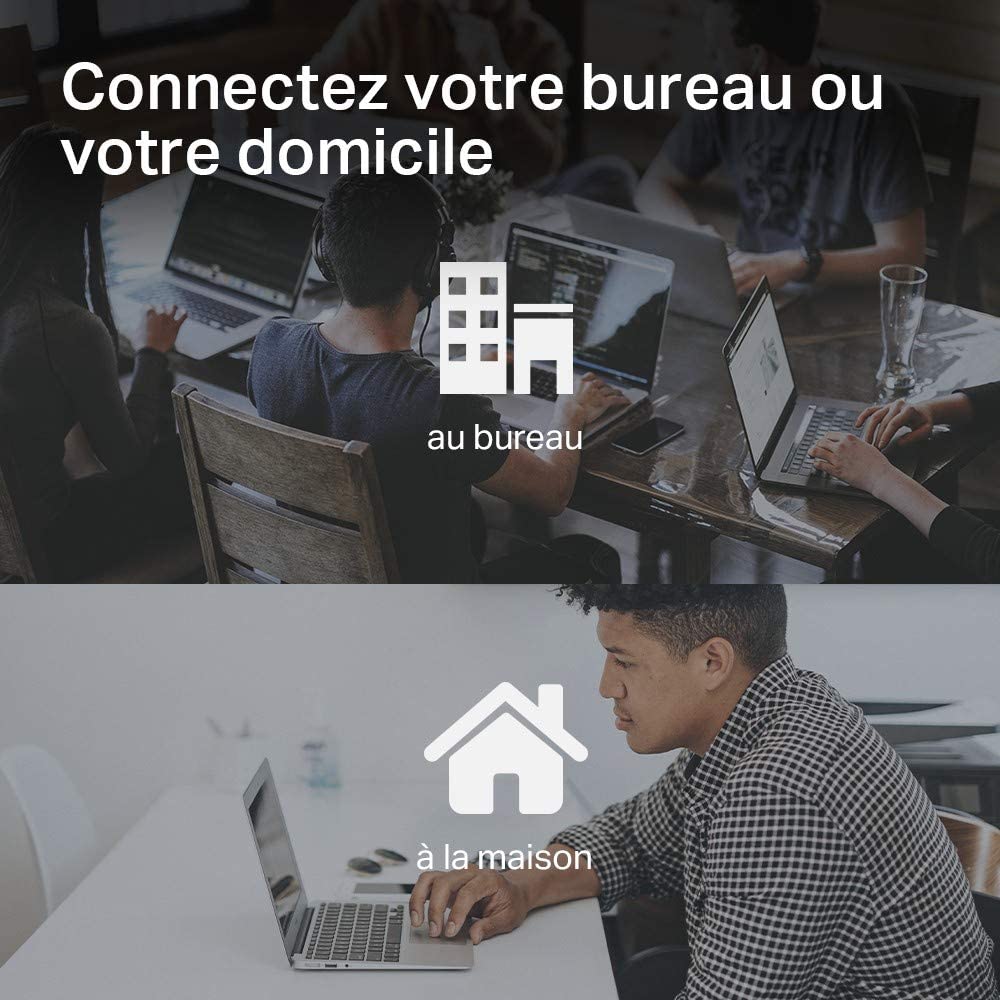 Connectez votre bureau ou
votre domicile
au bureau
à la maison